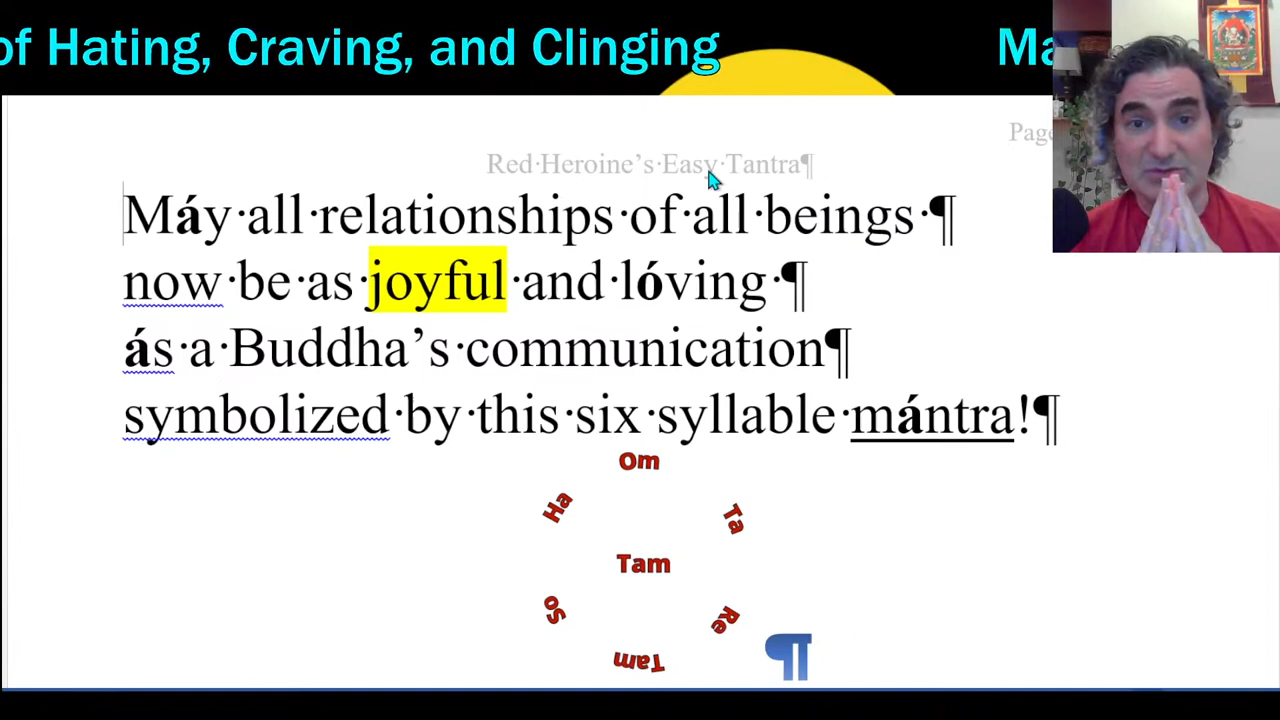 of Hating, Craving, and Clinging Ma
Page
Red·Heroine's·Easy·Tantra¶
Máy·all·relationships·of·all·beings·¶
now·be·as·joyful·and·lóving·¶
ás·a·Buddha's·communication¶
symbolized·by·this·six·syllable·mántra!¶
Om
Ha
Ta
Tam
So
Re
Tam
¶